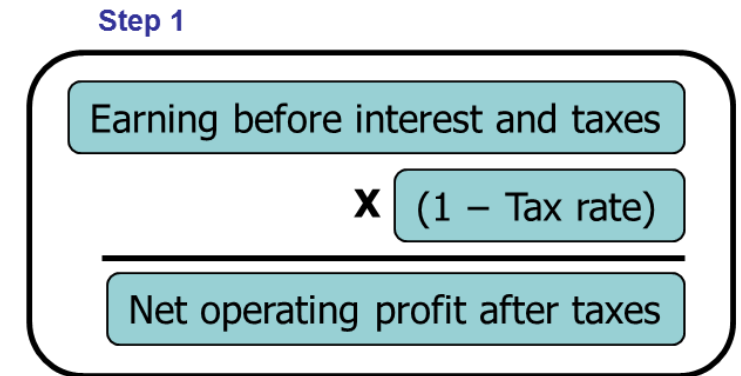 Step 1
Earning before interest and taxes
X (1 – Tax rate)
Net operating profit after taxes